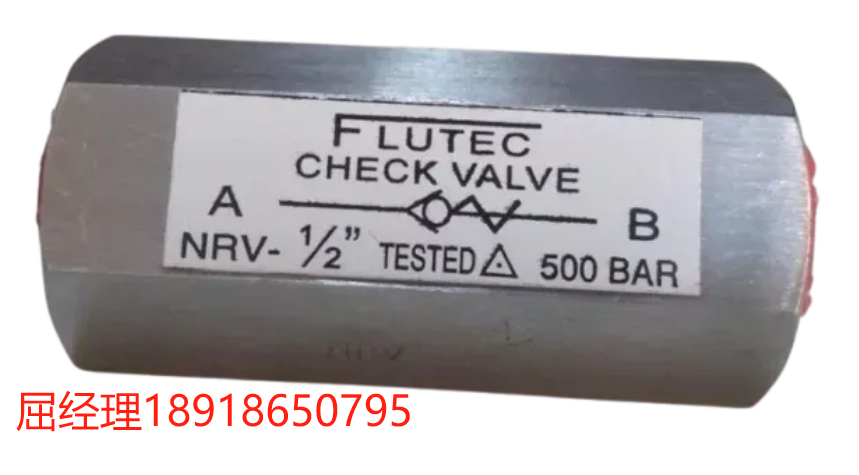 FLUTEC
CHECK VALVE
A B
NRV- ½” TESTED 500 BAR
屈经理18918650795